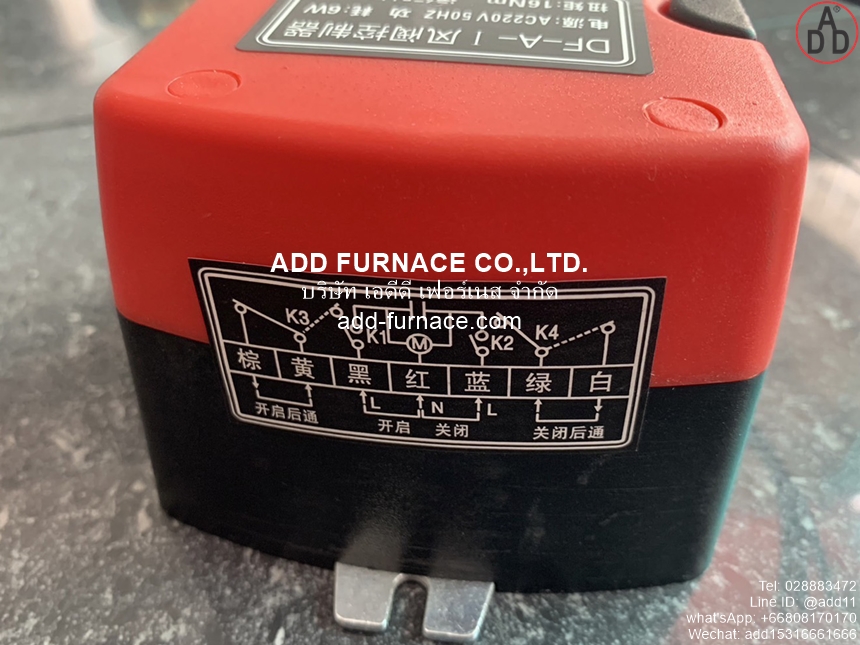 扭矩:16Nm
电源:AC220V 50HZ 功耗:6W
DF-A-1风阀控制器
ADD
ADD FURNACE CO.,LTD.
บริษัท เอดีดี เฟอร์เนส จำกัด
add-furnace.com
K3 K1 M K2 K4
棕 黄 黑 红 蓝 绿 白
L N L
开启后通 开启 关闭 关闭后通
Tel: 028883472
Line.ID: @add11
what'sApp: +66808170170
Wechat: add15316661666